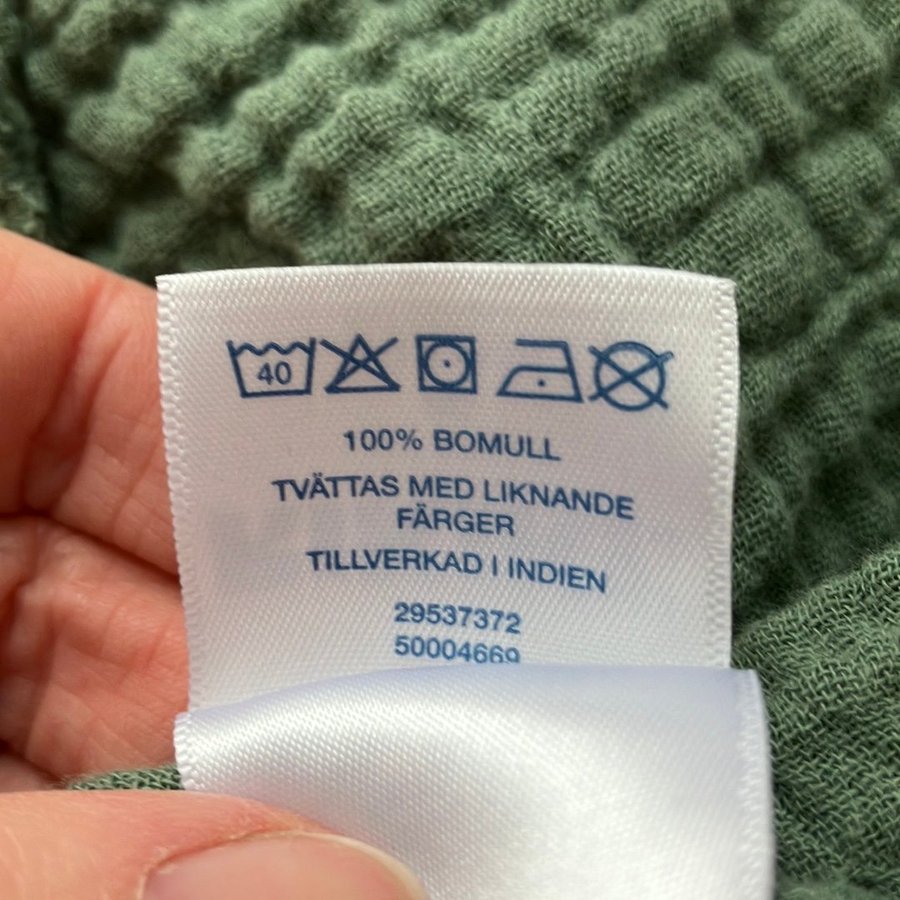 40
100% BOMULL
TVÄTTAS MED LIKNANDE
FÄRGER
TILLVERKAD I INDIEN
29537372
50004669